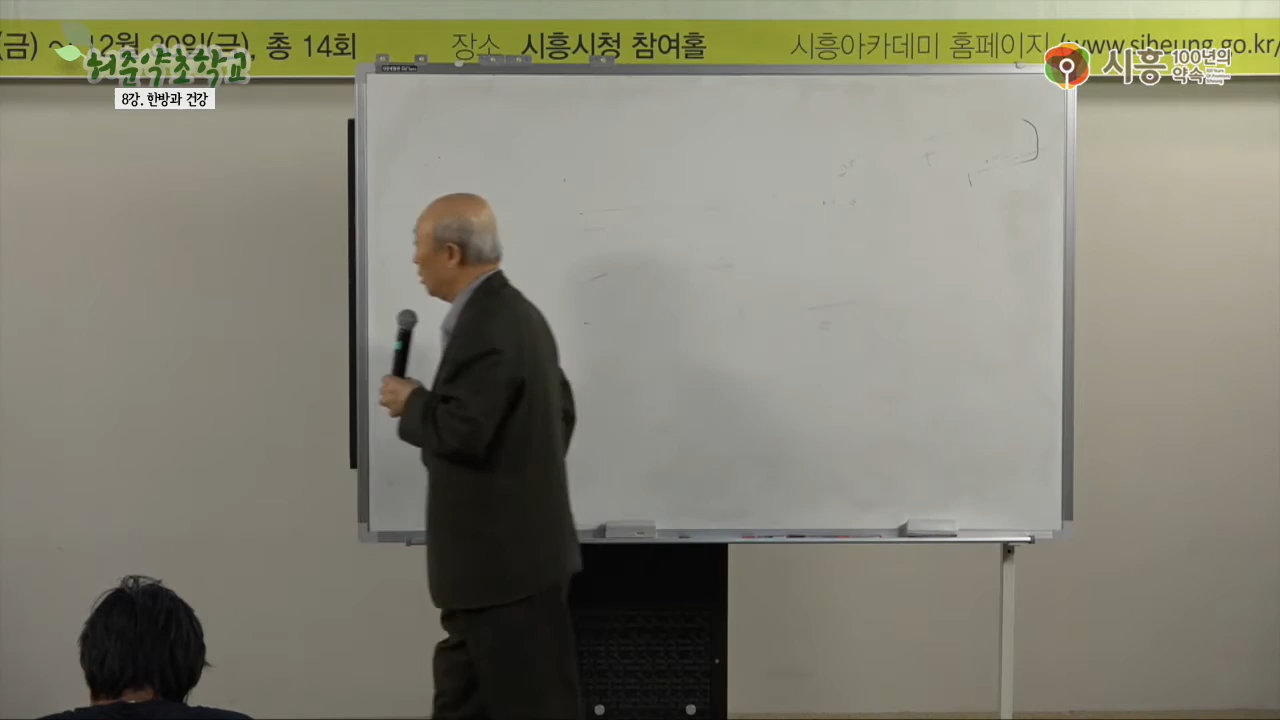 (금) ~ 12월 20일(금), 총 14회 장소 시흥시청 참여홀 시흥아카데미 홈페이지 (www.siheung.go.kr/
허준약초학교
8강. 한방과 건강
시흥 100년의 약속